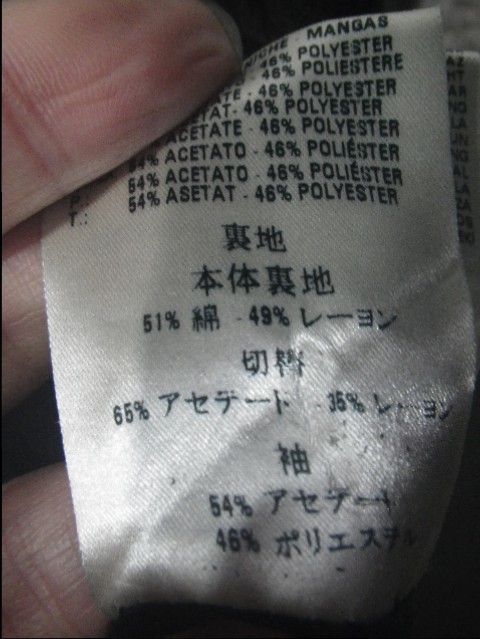 MANGAS
46% POLYESTER
46% POLIESTERE
46% POLYESTER
ASETAT-46% POLYESTER
ACETATE - 46% POLYESTER
54% ACETATO - 46% POLIÉSTER
54% ACETATO - 46% POLIÉSTER
T.: 54% ASETAT - 46% POLYESTER
裏地
本体裏地
51% 綿 - 49% レーヨン
切替
65% アセテート - 35% レーヨン
袖
54% アセテート
46% ポリエステル